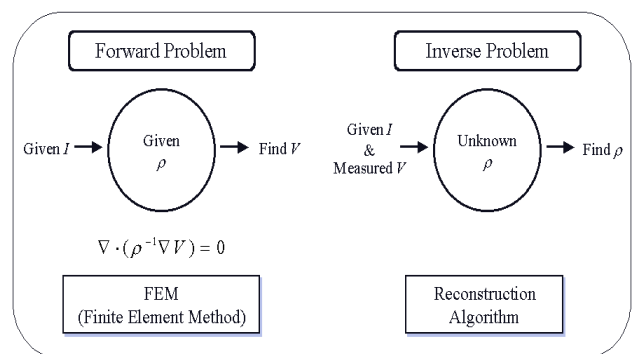 Forward Problem
Given I
Given
ρ
Find V
∇ · (ρ⁻¹∇V) = 0
FEM
(Finite Element Method)
Inverse Problem
Given I
&
Measured V
Unknown
ρ
Find ρ
Reconstruction
Algorithm